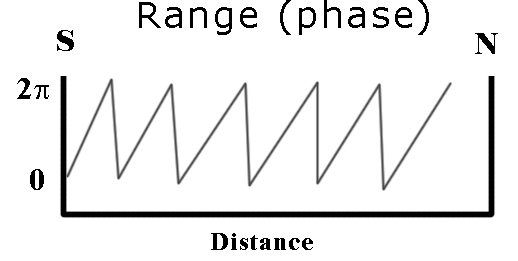 Range (phase)
S
N
2π
0
Distance